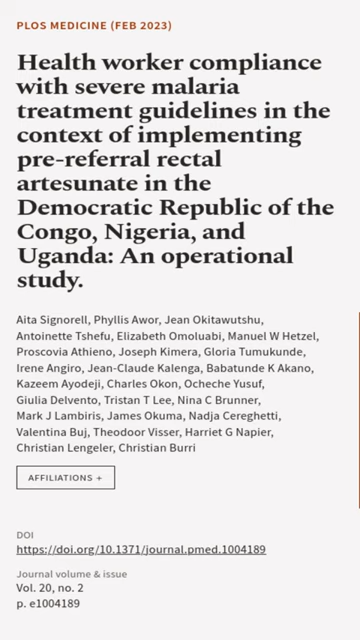 PLOS MEDICINE (FEB 2023)
Health worker compliance
with severe malaria
treatment guidelines in the
context of implementing
pre-referral rectal
artesunate in the
Democratic Republic of the
Congo, Nigeria, and
Uganda: An operational
study.
Aita Signorell, Phyllis Awor, Jean Okitawutshu,
Antoinette Tshefu, Elizabeth Omoluabi, Manuel W Hetzel,
Proscovia Athieno, Joseph Kimera, Gloria Tumukunde,
Irene Angiro, Jean-Claude Kalenga, Babatunde K Akano,
Kazeem Ayodeji, Charles Okon, Ocheche Yusuf,
Giulia Delvento, Tristan T Lee, Nina C Brunner,
Mark J Lambiris, James Okuma, Nadja Cereghetti,
Valentina Buj, Theodoor Visser, Harriet G Napier,
Christian Lengeler, Christian Burri
AFFILIATIONS +
DOI
https://doi.org/10.1371/journal.pmed.1004189
Journal volume & issue
Vol. 20, no. 2
p. e1004189